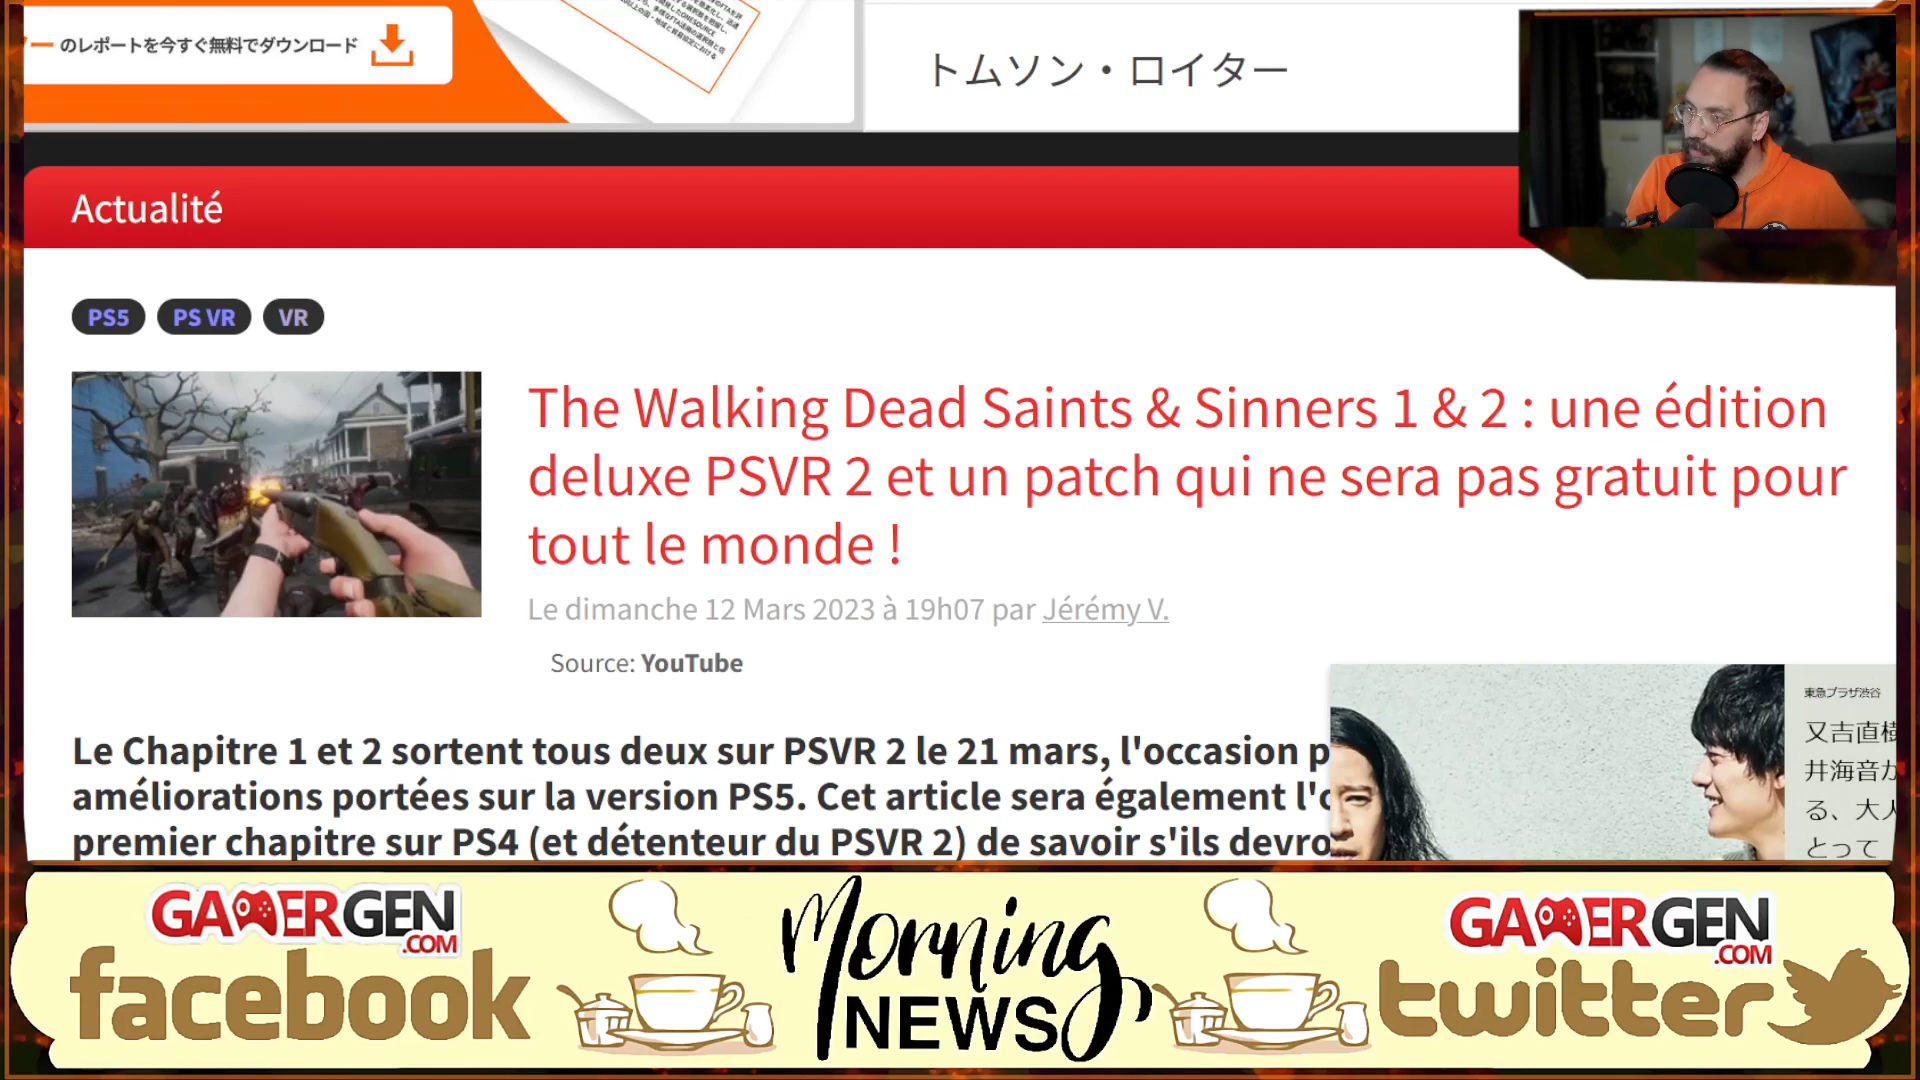 のレポートを今すぐ無料でダウンロード
トムソン・ロイター
Actualité
PS5
PS VR
VR
The Walking Dead Saints & Sinners 1 & 2 : une édition
deluxe PSVR 2 et un patch qui ne sera pas gratuit pour
tout le monde !
Le dimanche 12 Mars 2023 à 19h07 par Jérémy V.
Source: YouTube
Le Chapitre 1 et 2 sortent tous deux sur PSVR 2 le 21 mars, l'occasion p
améliorations portées sur la version PS5. Cet article sera également l'o
premier chapitre sur PS4 (et détenteur du PSVR 2) de savoir s'ils devro
東急プラザ渋谷
又吉直樹
井海音が
る、大人
とって
GAMERGEN
.COM
facebook
Morning
NEWS
GAMERGEN
.COM
twitter